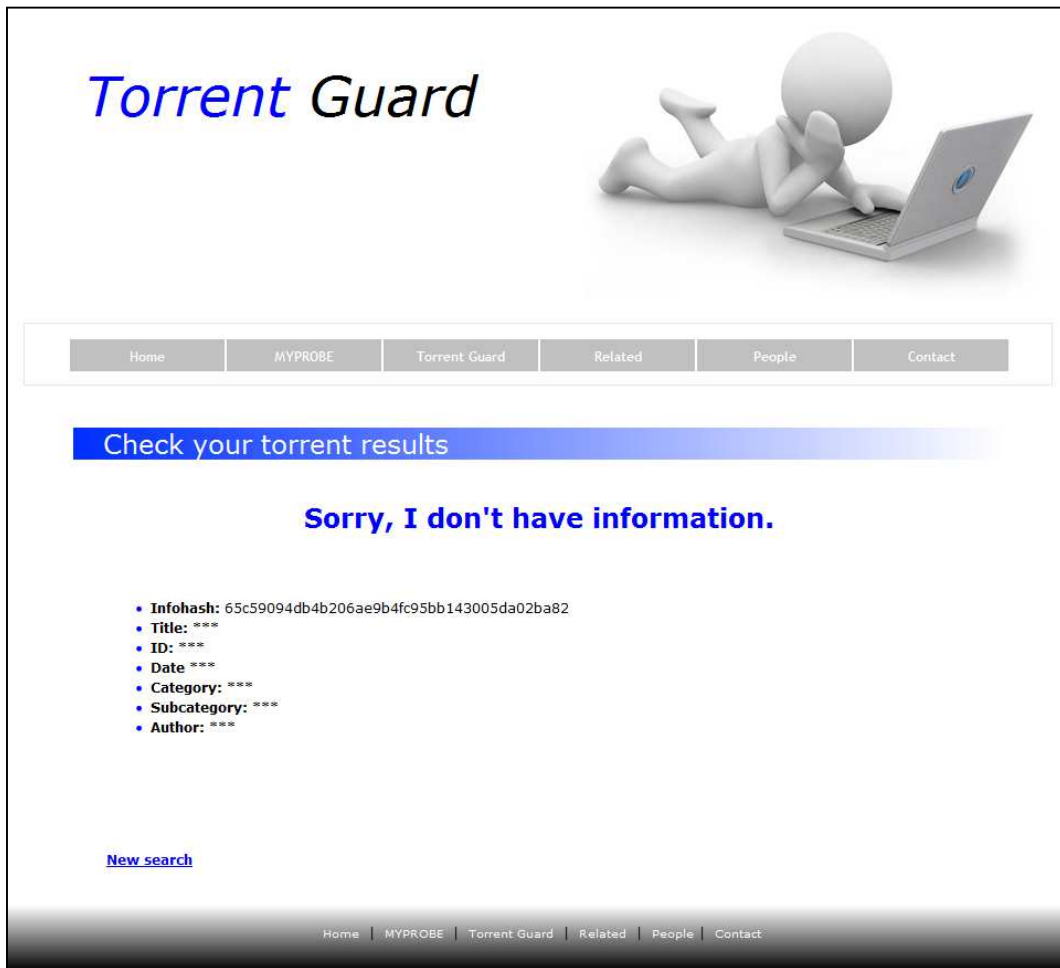 Torrent Guard
Home MYPROBE Torrent Guard Related People Contact
Check your torrent results
Sorry, I don't have information.
• Infohash: 65c59094db4b206ae9b4fc95bb143005da02ba82
• Title: ***
• ID: ***
• Date ***
• Category: ***
• Subcategory: ***
• Author: ***
New search
Home | MYPROBE | Torrent Guard | Related | People | Contact